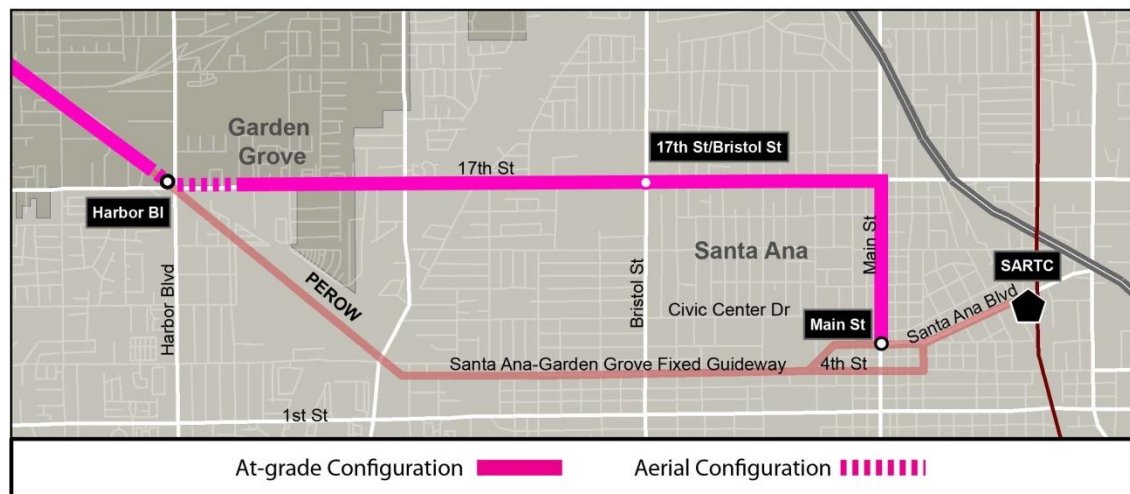 Garden
Grove
17th St/Bristol St
17th St
Harbor Bl
Santa Ana
Main St
SARTC
PEROW
Harbor Blvd
Bristol St
Civic Center Dr
Main St
Santa Ana Blvd
Santa Ana-Garden Grove Fixed Guideway
4th St
1st St
At-grade Configuration
Aerial Configuration